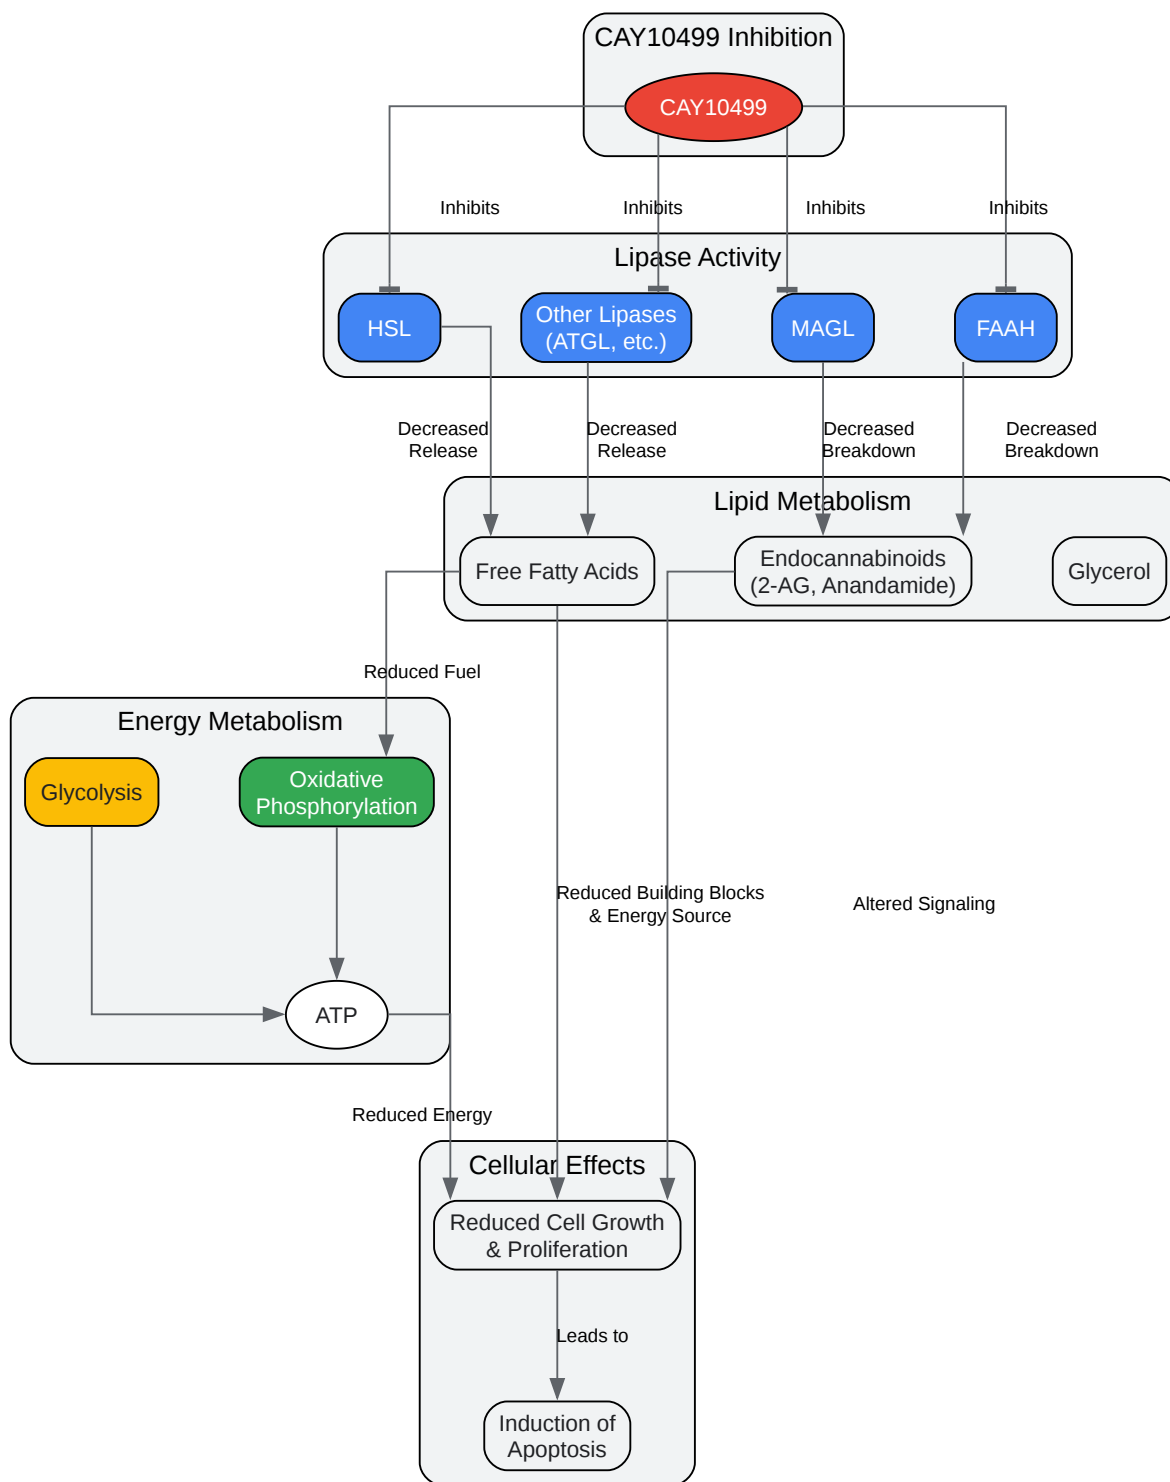 CAY10499 Inhibition
CAY10499
Inhibits
Inhibits
Inhibits
Inhibits
Lipase Activity
HSL
Other Lipases
(ATGL, etc.)
MAGL
FAAH
Decreased
Release
Decreased
Release
Decreased
Breakdown
Decreased
Breakdown
Lipid Metabolism
Free Fatty Acids
Endocannabinoids
(2-AG, Anandamide)
Glycerol
Reduced Fuel
Energy Metabolism
Glycolysis
Oxidative
Phosphorylation
Reduced Building Blocks
& Energy Source
Altered Signaling
ATP
Reduced Energy
Cellular Effects
Reduced Cell Growth
& Proliferation
Leads to
Induction of
Apoptosis